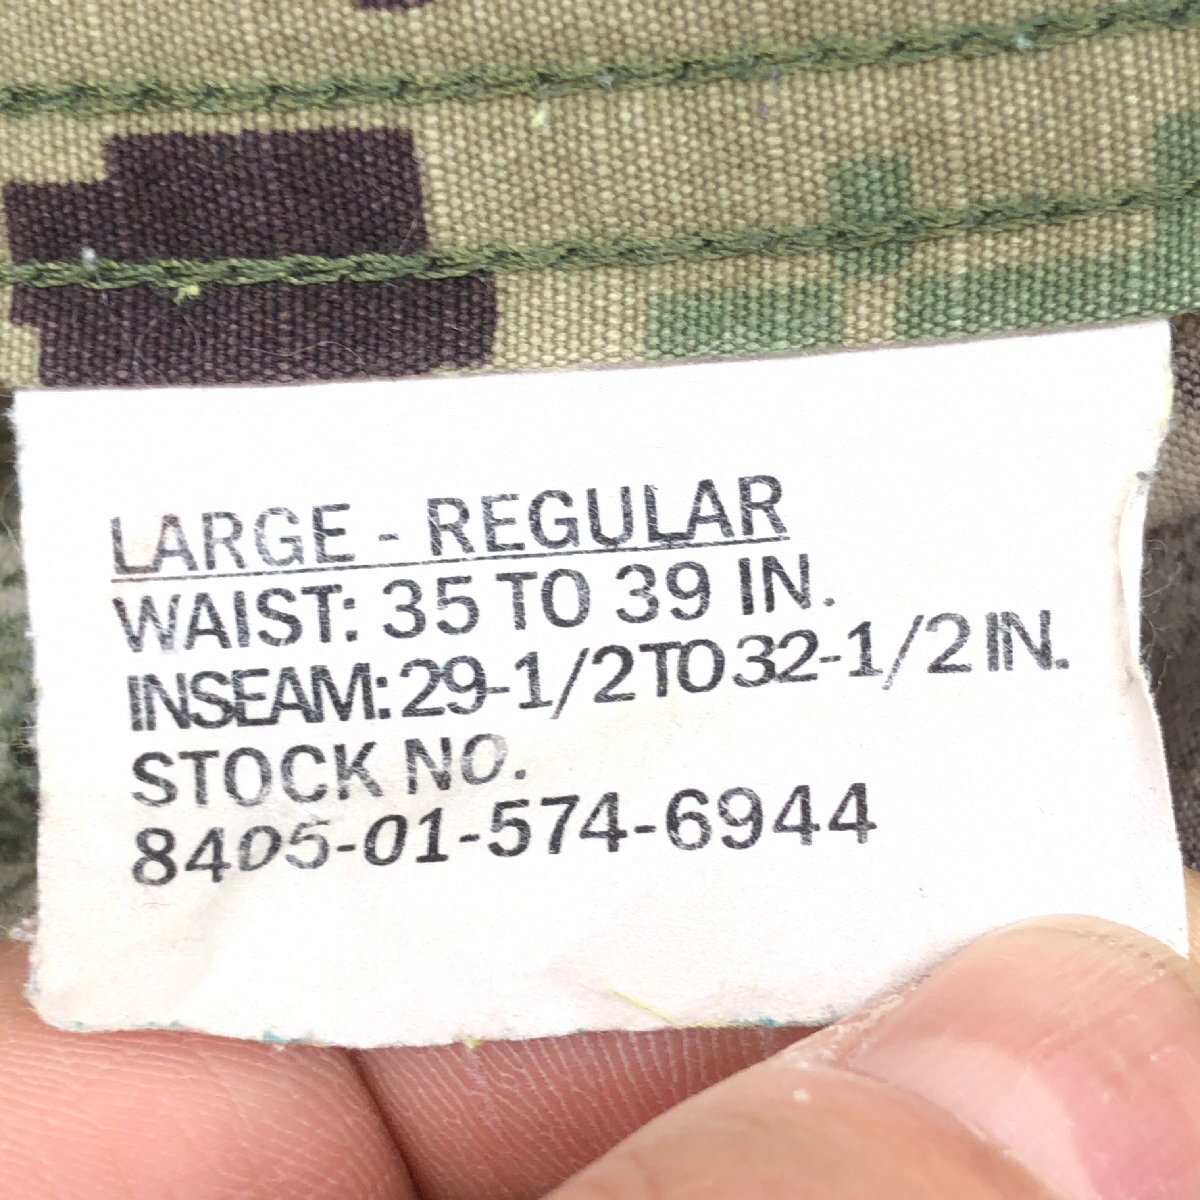 LARGE - REGULAR
WAIST: 35 TO 39 IN.
INSEAM: 29-1/2 TO 32-1/2 IN.
STOCK NO.
8405-01-574-6944